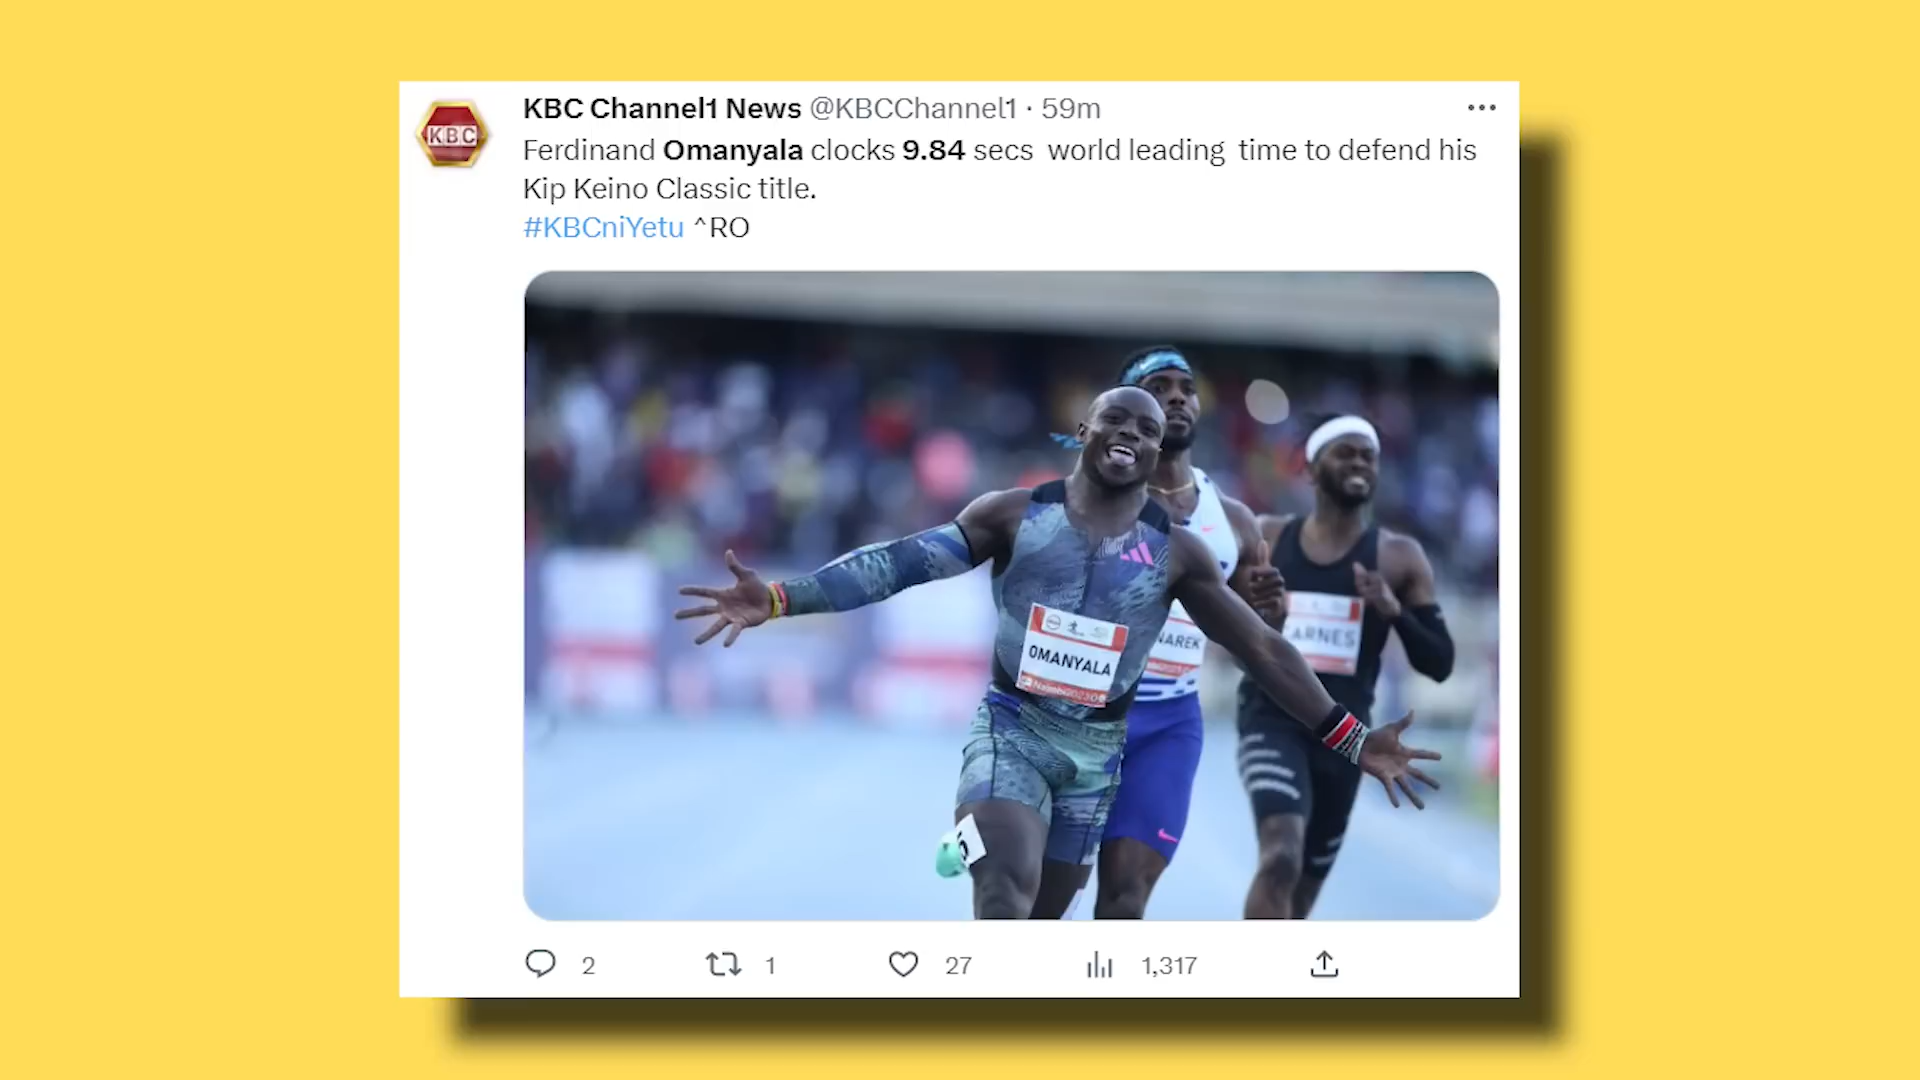 KBC
KBC Channel1 News @KBCChannel1 · 59m
Ferdinand Omanyala clocks 9.84 secs world leading time to defend his
Kip Keino Classic title.
#KBCniYetu ^RO
OMANYALA
NAREK
ARNES
2 1 27 1,317